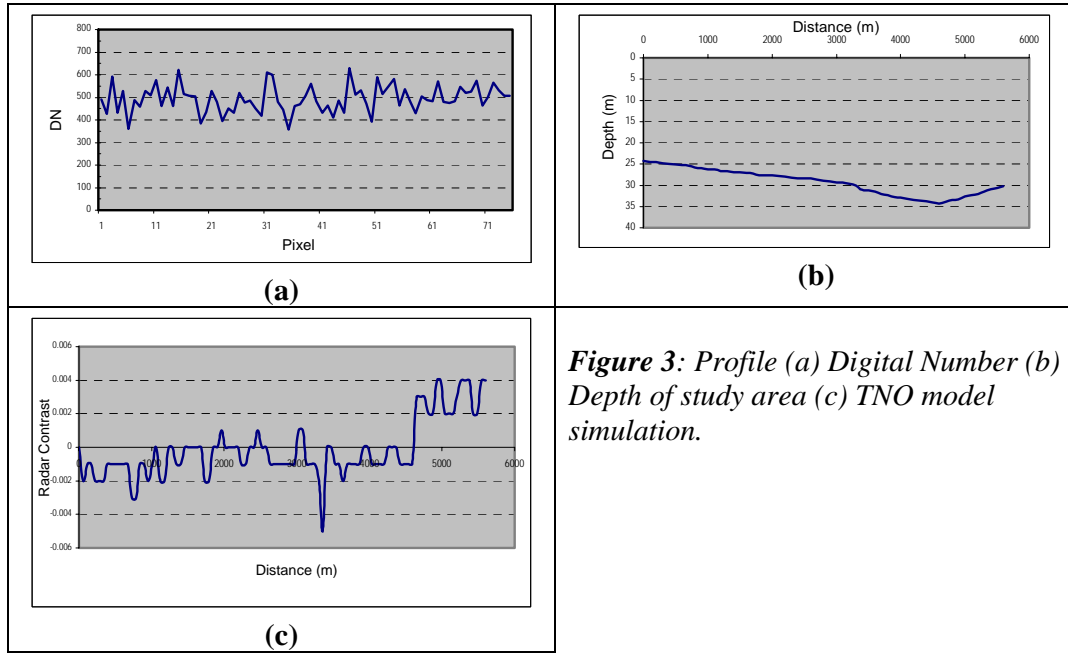 800
700
600
500
400
300
200
100
0
DN
1 11 21 31 41 51 61 71
Pixel
(a)
Distance (m)
0 1000 2000 3000 4000 5000 6000
0
5
10
15
20
25
30
35
40
Depth (m)
(b)
0.006
0.004
0.002
0
-0.002
-0.004
-0.006
Radar Contrast
0 1000 2000 3000 4000 5000 6000
Distance (m)
(c)
Figure 3: Profile (a) Digital Number (b)
Depth of study area (c) TNO model
simulation.